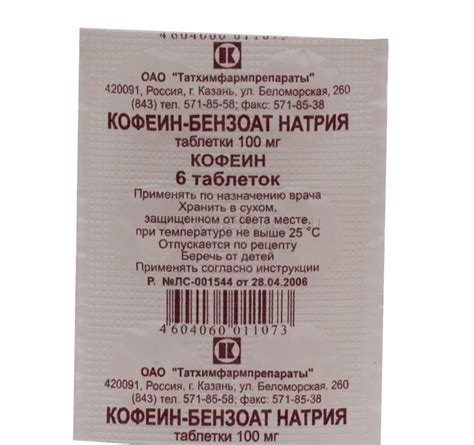 4604060011073
К
ОАО "Татхимфармпрепараты"
420091, Россия, г. Казань, ул. Беломорская, 260
(843) тел. 571-85-58; факс: 571-85-38
КОФЕИН-БЕНЗОАТ НАТРИЯ
таблетки 100 мг
КОФЕИН
6 таблеток
Применять по назначению врача
Хранить в сухом,
защищенном от света месте,
при температуре не выше 25 °С
Отпускается по рецепту
Беречь от детей
Применять согласно инструкции
Р. №ЛС-001544 от 28.04.2006
4604060011073
К
ОАО "Татхимфармпрепараты"
420091, Россия, г. Казань, ул. Беломорская, 260
(843) тел. 571-85-58; факс: 571-85-38
КОФЕИН-БЕНЗОАТ НАТРИЯ
таблетки 100 мг